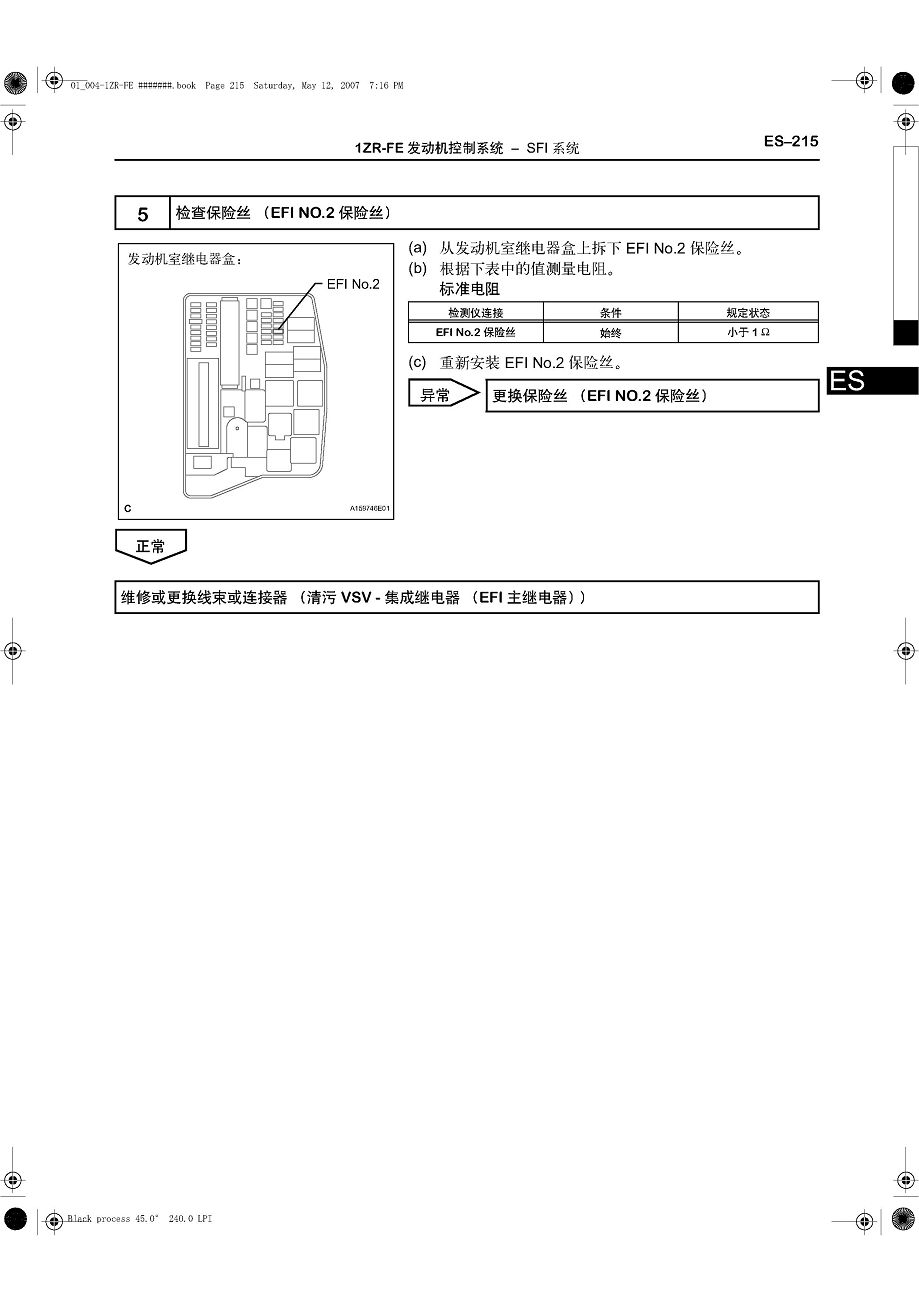 01_004-1ZR-FE #######.book Page 215 Saturday, May 12, 2007 7:16 PM
1ZR-FE 发动机控制系统 – SFI 系统
ES–215
5 检查保险丝 （EFI NO.2 保险丝）
发动机室继电器盒：
EFI No.2
C
A159746E01
(a) 从发动机室继电器盒上拆下 EFI No.2 保险丝。
(b) 根据下表中的值测量电阻。
标准电阻
检测仪连接 条件 规定状态
EFI No.2 保险丝 始终 小于 1 Ω
(c) 重新安装 EFI No.2 保险丝。
异常 更换保险丝 （EFI NO.2 保险丝）
ES
正常
维修或更换线束或连接器 （清污 VSV - 集成继电器 （EFI 主继电器））
Black process 45.0° 240.0 LPI